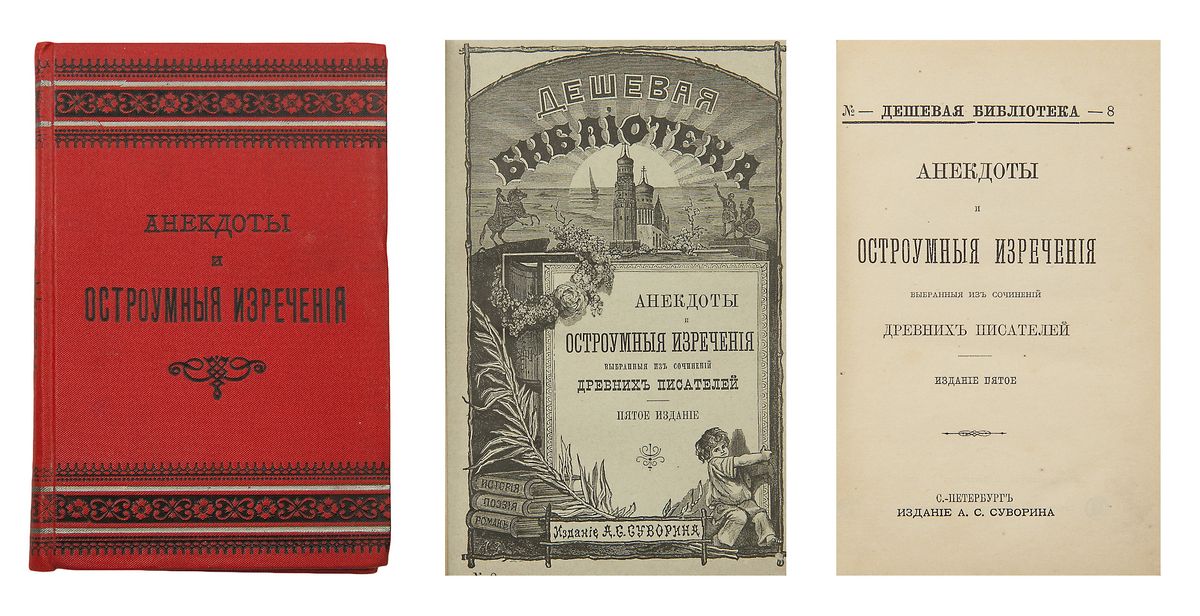 АНЕКДОТЫ
и
ОСТРОУМНЫЯ ИЗРЕЧЕНІЯ
ДЕШЕВАЯ
БИБЛІОТЕКА
АНЕКДОТЫ
и
ОСТРОУМНЫЯ ИЗРЕЧЕНІЯ
ВЫБРАННЫЯ ИЗЪ СОЧИНЕНІЙ
ДРЕВНИХЪ ПИСАТЕЛЕЙ
ПЯТОЕ ИЗДАНІЕ
ИСТОРІЯ
ПОЭЗІЯ
РОМАНЪ
Изданіе А.С.СУВОРИНА
№ — ДЕШЕВАЯ БИБЛІОТЕКА — 8
АНЕКДОТЫ
и
ОСТРОУМНЫЯ ИЗРЕЧЕНІЯ
ВЫБРАННЫЯ ИЗЪ СОЧИНЕНІЙ
ДРЕВНИХЪ ПИСАТЕЛЕЙ
ИЗДАНІЕ ПЯТОЕ
С.-ПЕТЕРБУРГЪ
ИЗДАНІЕ А. С. СУВОРИНА